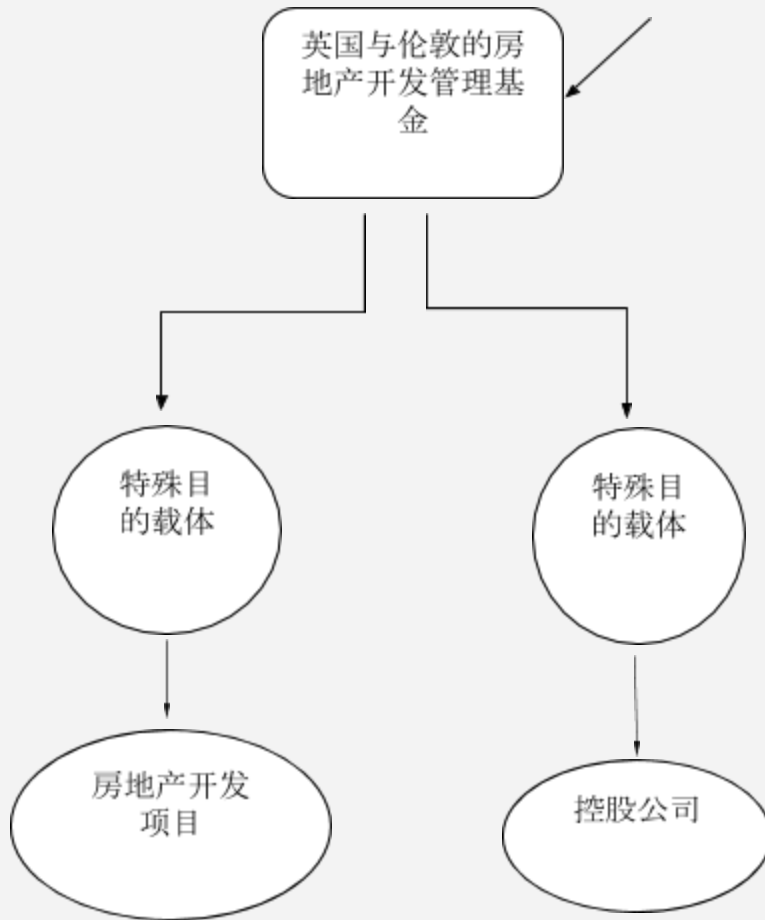 英国与伦敦的房
地产开发管理基
金
特殊目
的载体
特殊目
的载体
房地产开发
项目
控股公司